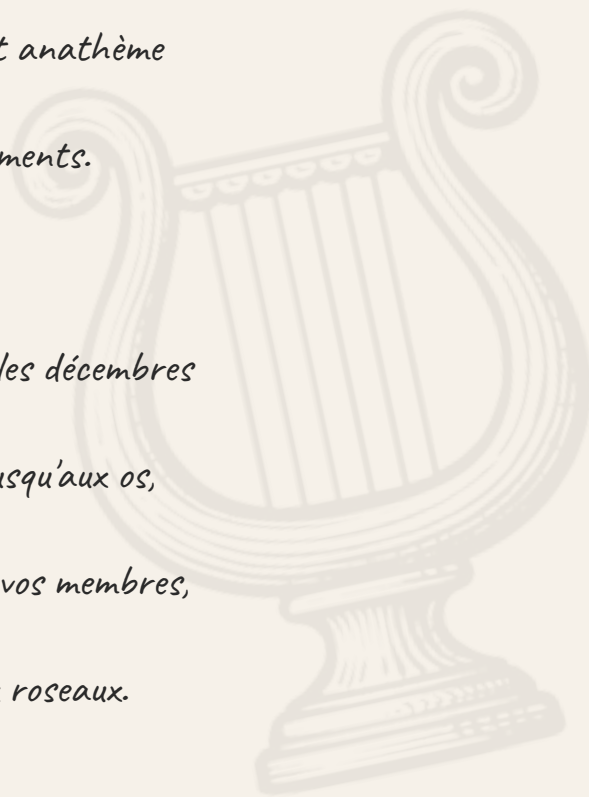 t anathème
ments.
les décembres
usqu'aux os,
vos membres,
roseaux.